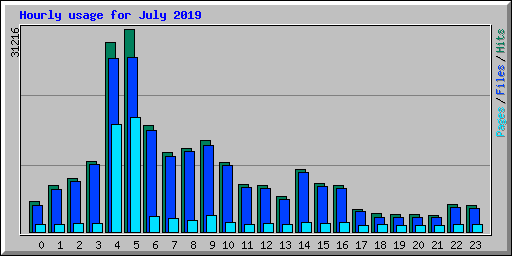 Hourly usage for July 2019
31216
Pages / Files / Hits
0 1 2 3 4 5 6 7 8 9 10 11 12 13 14 15 16 17 18 19 20 21 22 23